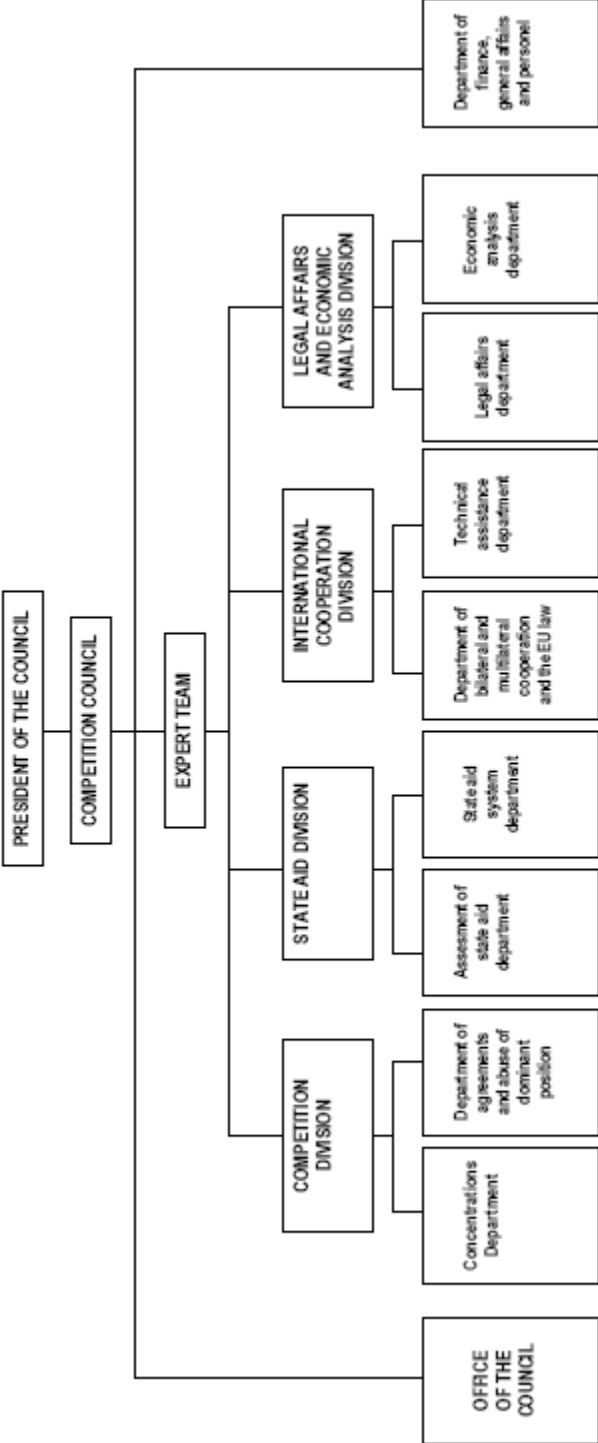 PRESIDENT OF THE COUNCIL
COMPETITION COUNCIL
EXPERT TEAM
COMPETITION
DIVISION
STATE AID DIVISION
INTERNATIONAL
COOPERATION
DIVISION
LEGAL AFFAIRS
AND ECONOMIC
ANALYSIS DIVISION
OFFICE
OF THE
COUNCIL
Concentrations
Department
Department of
agreements
and abuse of
dominant
position
Assesment of
state aid
department
State aid
system
department
Department of
bilateral and
multilateral
cooperation
and the EU law
Technical
assistance
department
Legal affairs
department
Economic
analysis
department
Department of
finance,
general affairs
and personel